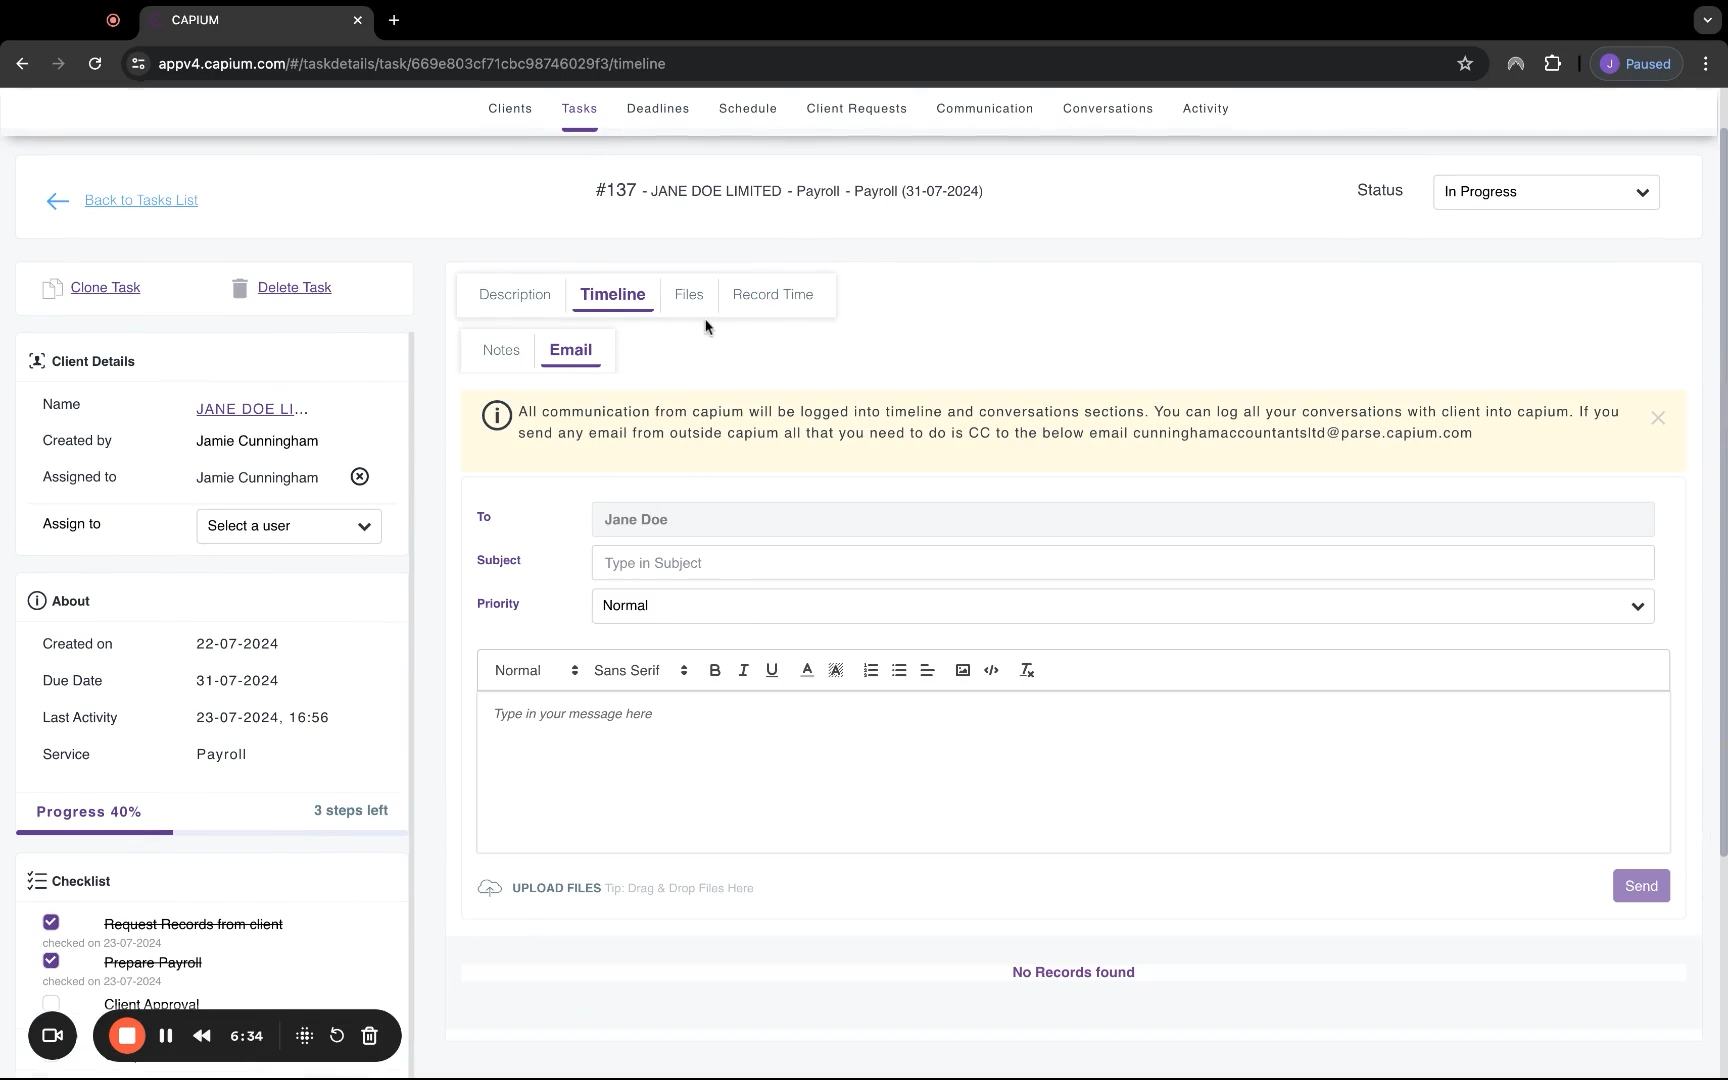 CAPIUM
appv4.capium.com/#/taskdetails/task/669e803cf71cbc98746029f3/timeline
J Paused
Clients Tasks Deadlines Schedule Client Requests Communication Conversations Activity
Back to Tasks List
#137 - JANE DOE LIMITED - Payroll - Payroll (31-07-2024)
Status In Progress
Clone Task Delete Task
Description Timeline Files Record Time
Notes Email
Client Details
Name JANE DOE LI...
Created by Jamie Cunningham
Assigned to Jamie Cunningham
Assign to Select a user
About
Created on 22-07-2024
Due Date 31-07-2024
Last Activity 23-07-2024, 16:56
Service Payroll
Progress 40% 3 steps left
Checklist
Request Records from client
checked on 23-07-2024
Prepare Payroll
checked on 23-07-2024
Client Approval
6:34
All communication from capium will be logged into timeline and conversations sections. You can log all your conversations with client into capium. If you
send any email from outside capium all that you need to do is CC to the below email cunninghamaccountantsltd@parse.capium.com
To Jane Doe
Subject Type in Subject
Priority Normal
Normal Sans Serif B I U A A
Type in your message here
UPLOAD FILES Tip: Drag & Drop Files Here
Send
No Records found